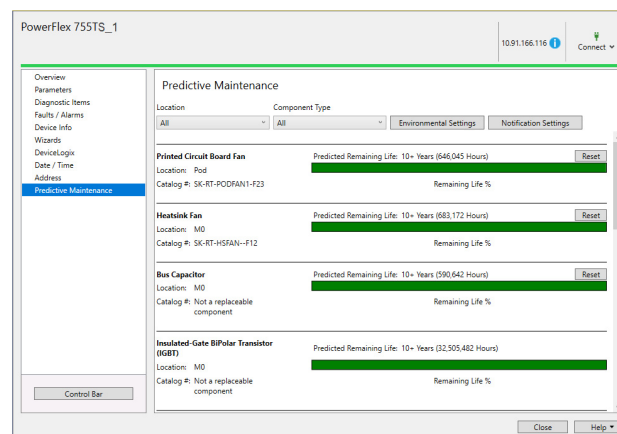 PowerFlex 755TS_1
10.91.166.116
Connect
Overview
Parameters
Diagnostic Items
Faults / Alarms
Device Info
Wizards
DeviceLogix
Date / Time
Address
Predictive Maintenance
Control Bar
Predictive Maintenance
Location Component Type
All All Environmental Settings Notification Settings
Printed Circuit Board Fan Predicted Remaining Life: 10+ Years (646,045 Hours) Reset
Location: Pod
Catalog #: SK-RT-PODFAN1-F23 Remaining Life %
Heatsink Fan Predicted Remaining Life: 10+ Years (683,172 Hours) Reset
Location: M0
Catalog #: SK-RT-HSFAN--F12 Remaining Life %
Bus Capacitor Predicted Remaining Life: 10+ Years (590,642 Hours) Reset
Location: M0
Catalog #: Not a replaceable Remaining Life %
component
Insulated-Gate BiPolar Transistor
(IGBT) Predicted Remaining Life: 10+ Years (32,505,482 Hours)
Location: M0
Catalog #: Not a replaceable Remaining Life %
component
Close Help